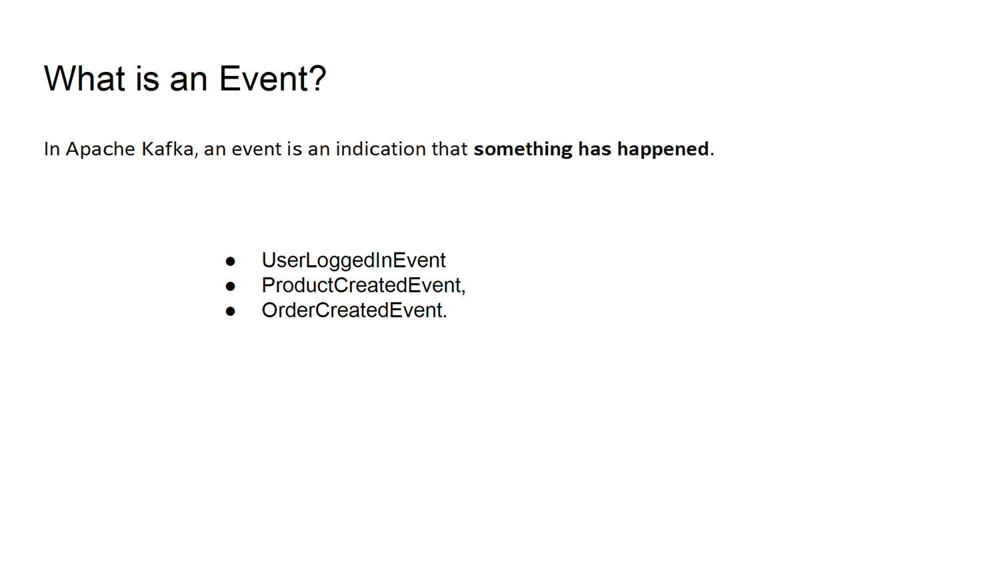 What is an Event?
In Apache Kafka, an event is an indication that something has happened.
● UserLoggedInEvent
● ProductCreatedEvent,
● OrderCreatedEvent.